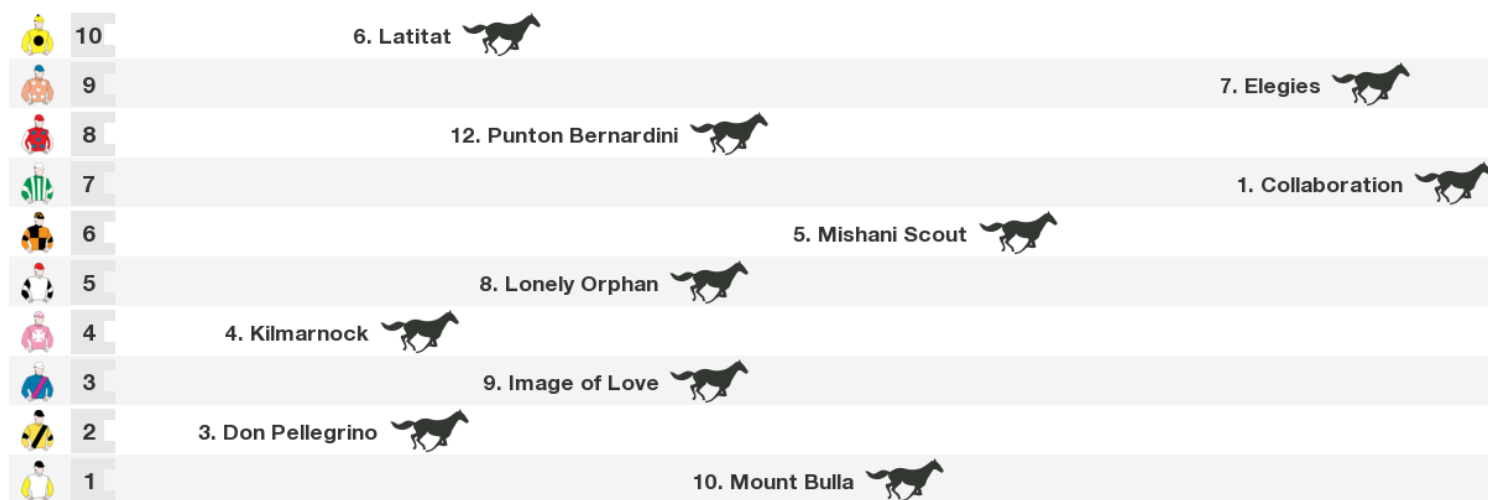 10 6. Latitat
9 7. Elegies
8 12. Punton Bernardini
7 1. Collaboration
6 5. Mishani Scout
5 8. Lonely Orphan
4 4. Kilmarnock
3 9. Image of Love
2 3. Don Pellegrino
1 10. Mount Bulla